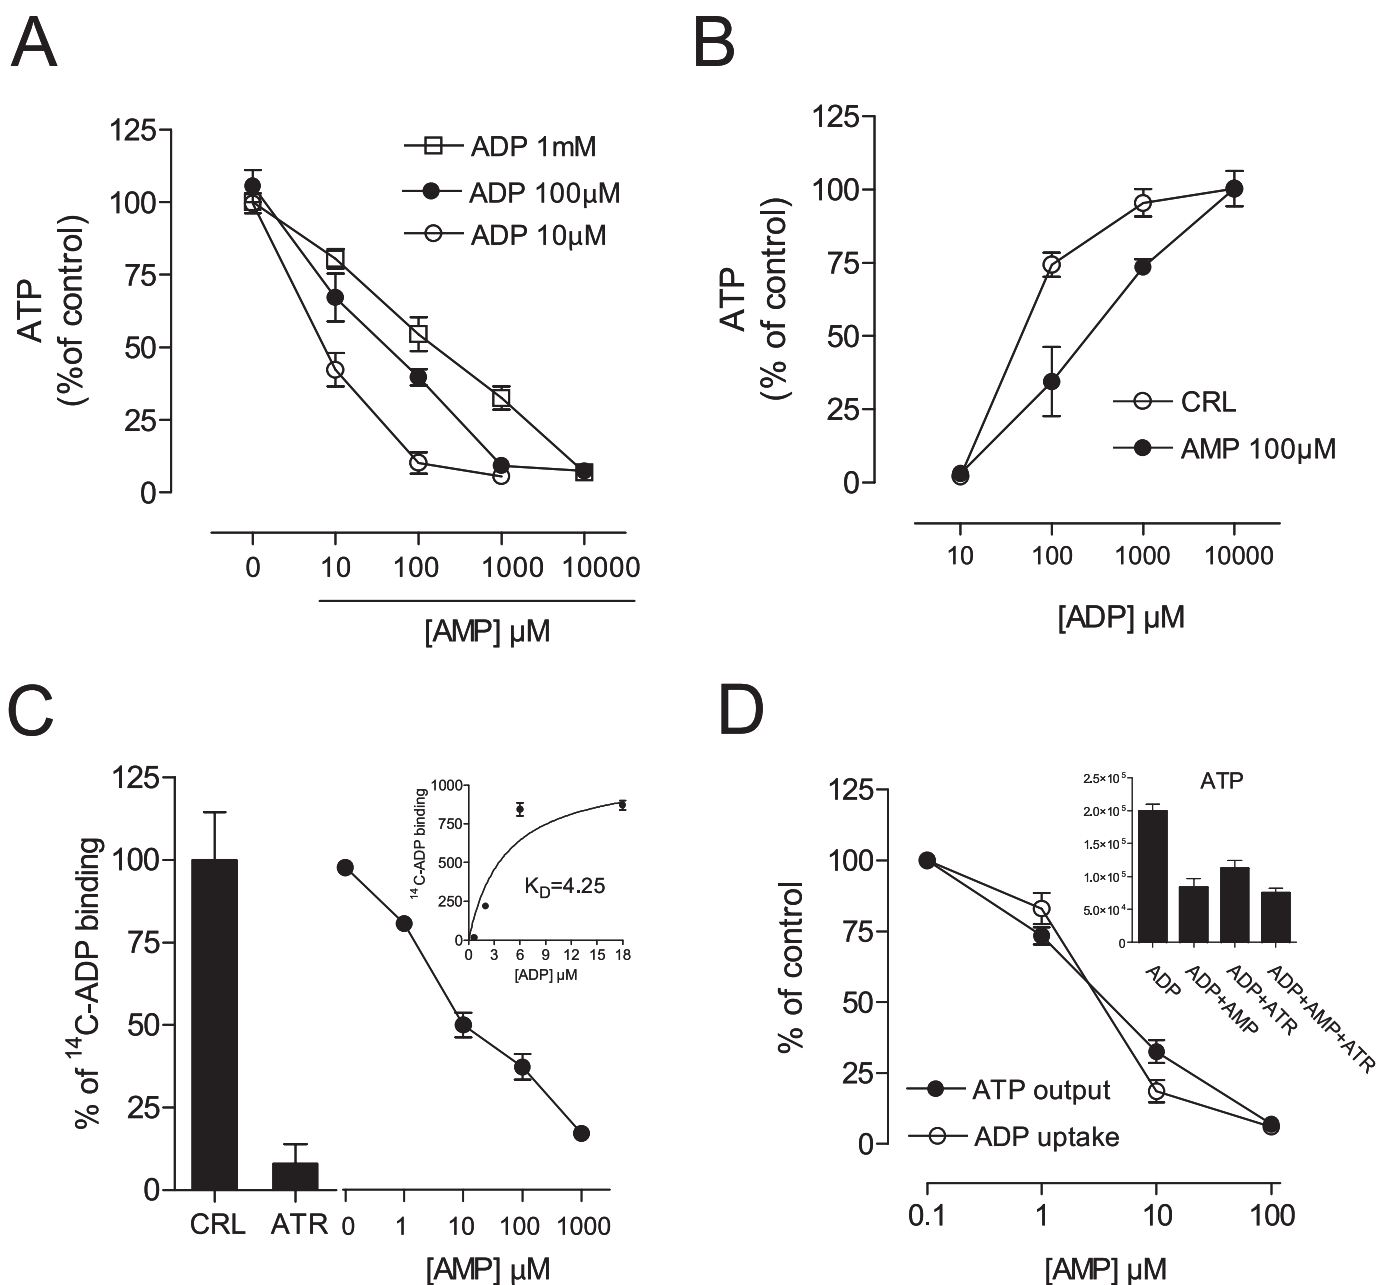 A
125
100
75
50
25
0
ATP
(%of control)
ADP 1mM
ADP 100µM
ADP 10µM
0 10 100 1000 10000
[AMP] µM
B
125
100
75
50
25
0
ATP
(% of control)
CRL
AMP 100µM
10 100 1000 10000
[ADP] µM
C
125
100
75
50
25
0
% of ¹⁴C-ADP binding
CRL ATR 0 1 10 100 1000
[AMP] µM
1000
750
500
250
0
¹⁴C-ADP binding
K_D=4.25
0 3 6 9 12 15 18
[ADP] µM
D
125
100
75
50
25
0
% of control
ATP output
ADP uptake
0.1 1 10 100
[AMP] µM
ATP
2.5×10⁵
2.0×10⁵
1.5×10⁵
1.0×10⁵
5.0×10⁴
0
ADP
ADP+AMP
ADP+ATR
ADP+AMP+ATR